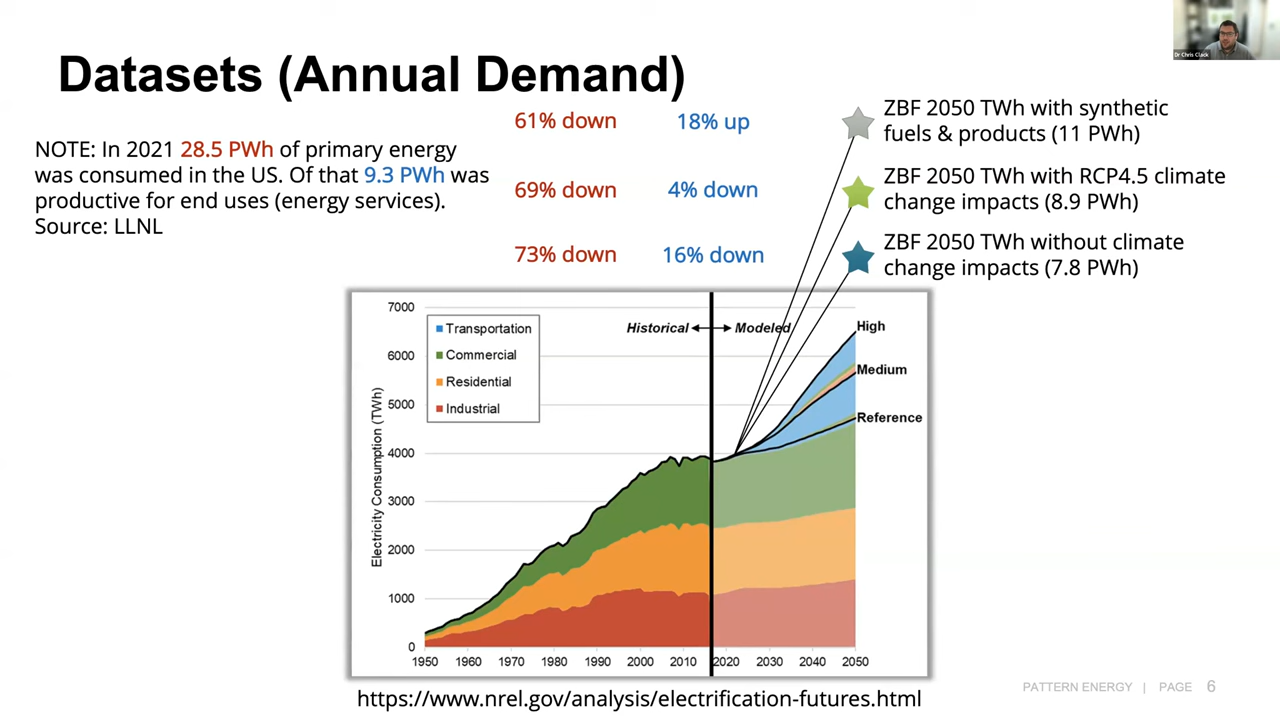 Dr Chris Clack
Datasets (Annual Demand)
NOTE: In 2021 28.5 PWh of primary energy
was consumed in the US. Of that 9.3 PWh was
productive for end uses (energy services).
Source: LLNL
61% down 18% up
69% down 4% down
73% down 16% down
ZBF 2050 TWh with synthetic
fuels & products (11 PWh)
ZBF 2050 TWh with RCP4.5 climate
change impacts (8.9 PWh)
ZBF 2050 TWh without climate
change impacts (7.8 PWh)
Electricity Consumption (TWh)
7000
6000
5000
4000
3000
2000
1000
0
Transportation
Commercial
Residential
Industrial
Historical Modeled
High
Medium
Reference
1950 1960 1970 1980 1990 2000 2010 2020 2030 2040 2050
https://www.nrel.gov/analysis/electrification-futures.html
PATTERN ENERGY | PAGE 6